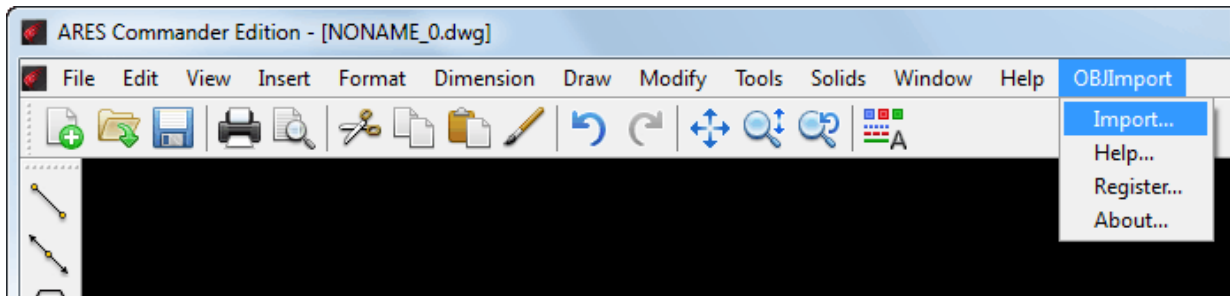 ARES Commander Edition - [NONAME_0.dwg]
File Edit View Insert Format Dimension Draw Modify Tools Solids Window Help OBJImport
A
Import...
Help...
Register...
About...